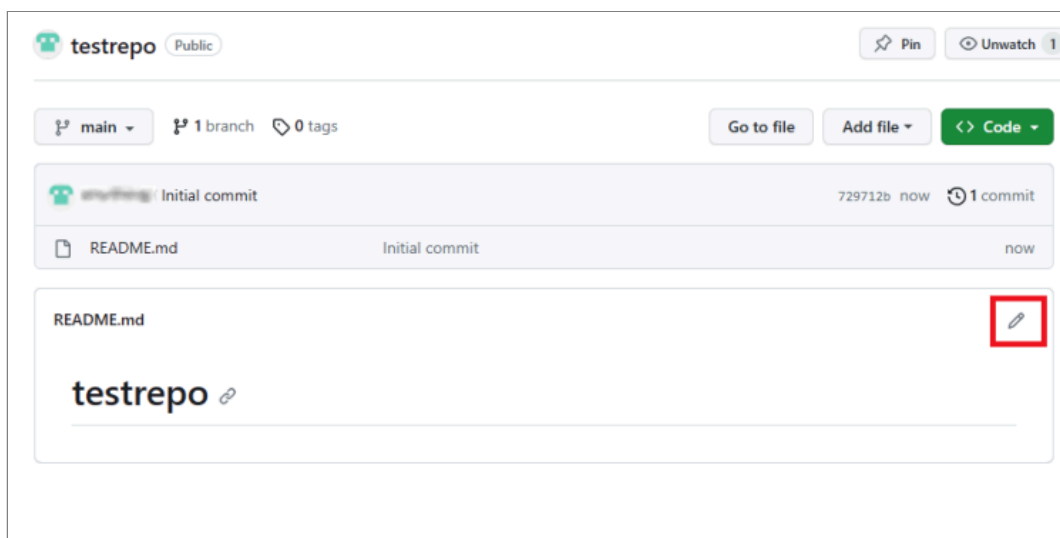 testrepo Public Pin Unwatch 1
main 1 branch 0 tags Go to file Add file <> Code
Initial commit 729712b now 1 commit
README.md Initial commit now
README.md
testrepo